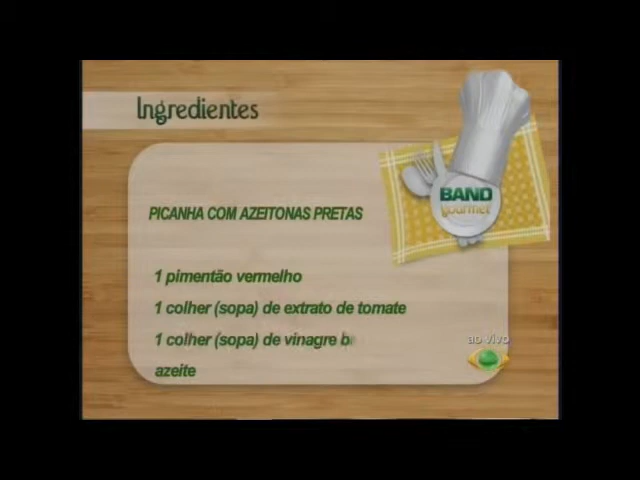 Ingredientes
BAND
gourmet
PICANHA COM AZEITONAS PRETAS
1 pimentão vermelho
1 colher (sopa) de extrato de tomate
1 colher (sopa) de vinagre b
azeite
ao vivo